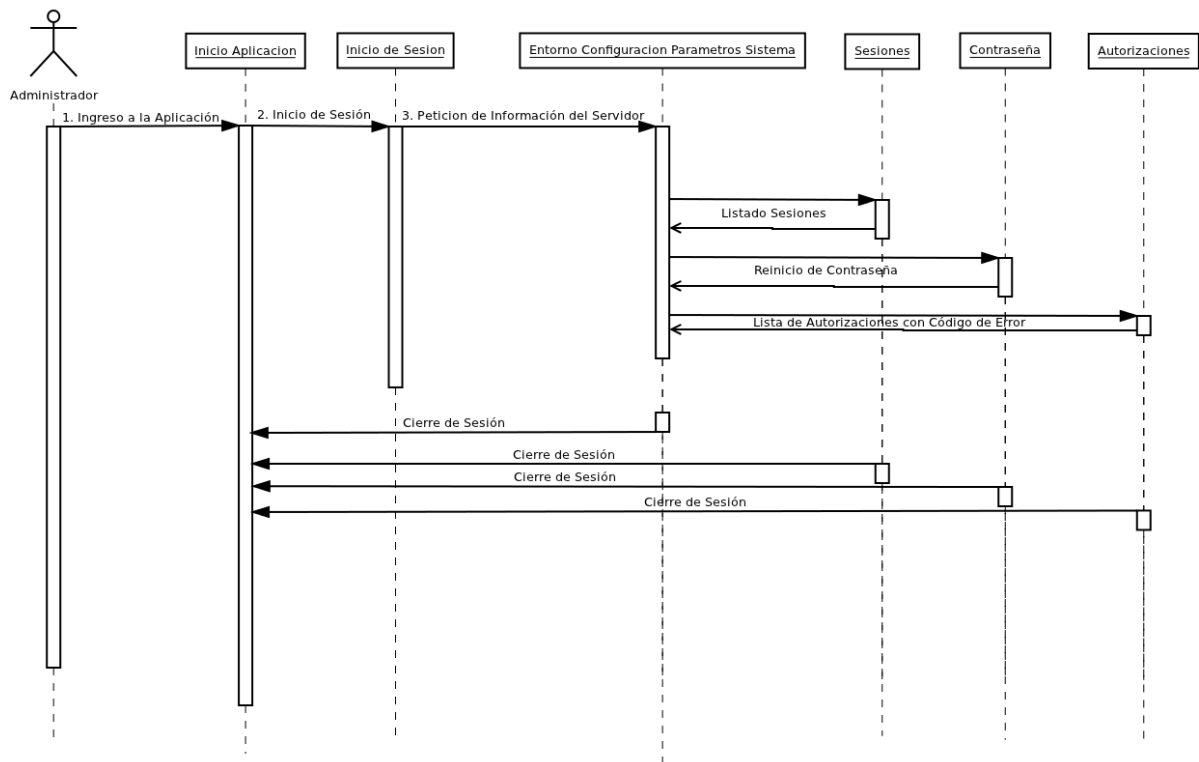 Administrador
Inicio Aplicacion
Inicio de Sesion
Entorno Configuracion Parametros Sistema
Sesiones
Contraseña
Autorizaciones
1. Ingreso a la Aplicación
2. Inicio de Sesión
3. Peticion de Información del Servidor
Listado Sesiones
Reinicio de Contraseña
Lista de Autorizaciones con Código de Error
Cierre de Sesión
Cierre de Sesión
Cierre de Sesión
Cierre de Sesión